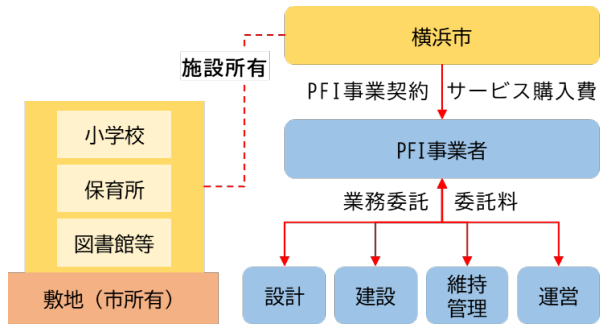 横浜市
施設所有
PFI事業契約 サービス購入費
小学校
PFI事業者
保育所
業務委託 委託料
図書館等
敷地（市所有）
設計
建設
維持
管理
運営